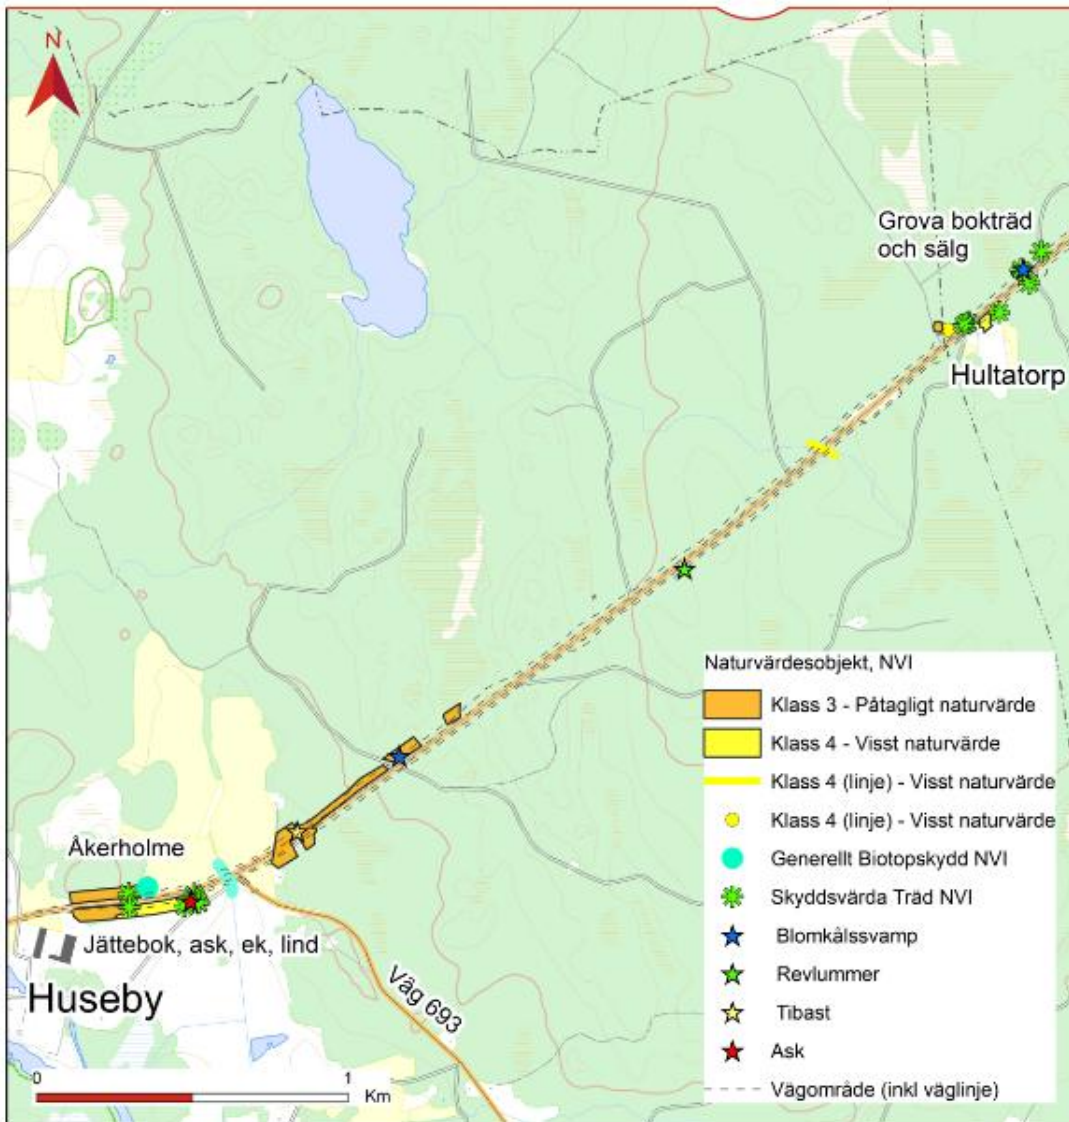 N
Grova bokträd
och sälg
Hultatorp
Naturvärdesobjekt, NVI
Klass 3 - Påtagligt naturvärde
Klass 4 - Visst naturvärde
Klass 4 (linje) - Visst naturvärde
Klass 4 (linje) - Visst naturvärde
Generellt Biotopskydd NVI
Skyddsvärda Träd NVI
Blomkålssvamp
Revlummer
Tibast
Ask
Vägområde (inkl väglinje)
Åkerholme
Jättebok, ask, ek, lind
Huseby
Väg 693
0 1
Km